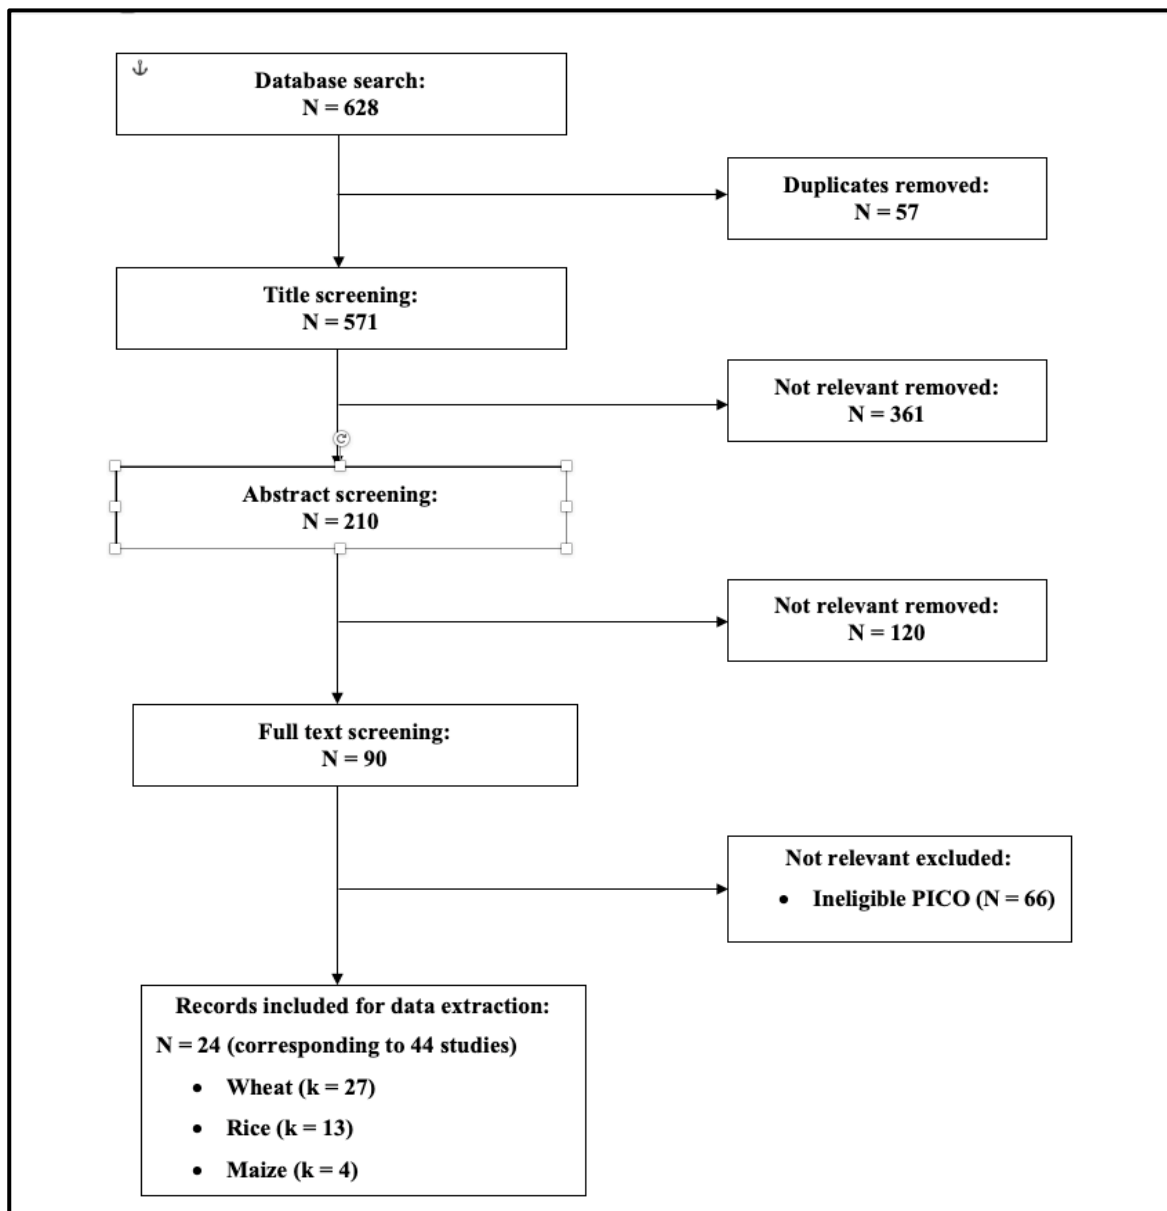 Database search:
N = 628
Duplicates removed:
N = 57
Title screening:
N = 571
Not relevant removed:
N = 361
Abstract screening:
N = 210
Not relevant removed:
N = 120
Full text screening:
N = 90
Not relevant excluded:
• Ineligible PICO (N = 66)
Records included for data extraction:
N = 24 (corresponding to 44 studies)
• Wheat (k = 27)
• Rice (k = 13)
• Maize (k = 4)